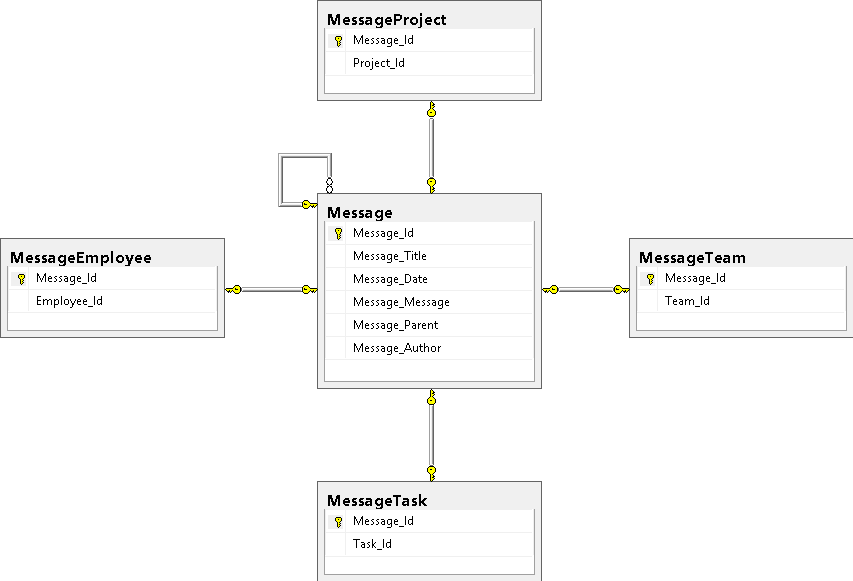 MessageProject
Message_Id
Project_Id
Message
Message_Id
Message_Title
Message_Date
Message_Message
Message_Parent
Message_Author
MessageEmployee
Message_Id
Employee_Id
MessageTeam
Message_Id
Team_Id
MessageTask
Message_Id
Task_Id